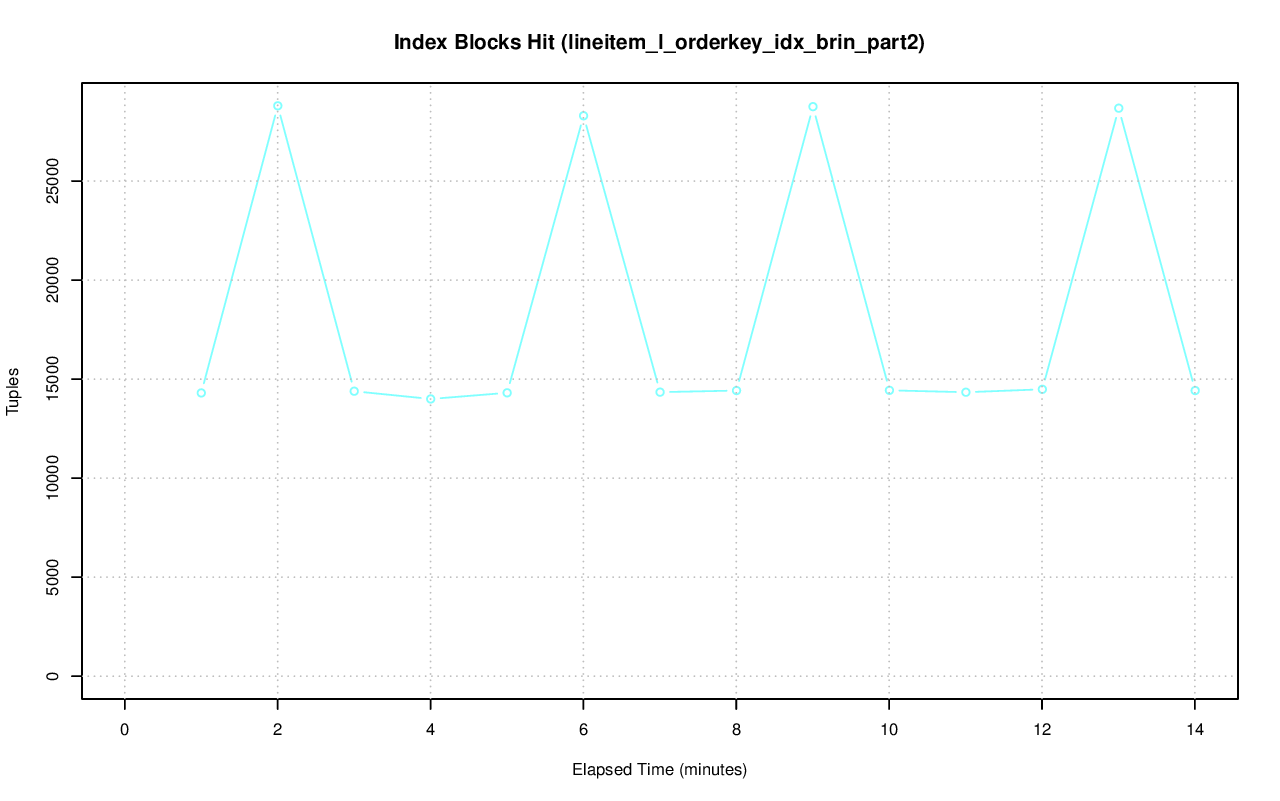 Index Blocks Hit (lineitem_l_orderkey_idx_brin_part2)
Tuples
25000
20000
15000
10000
5000
0
0 2 4 6 8 10 12 14
Elapsed Time (minutes)